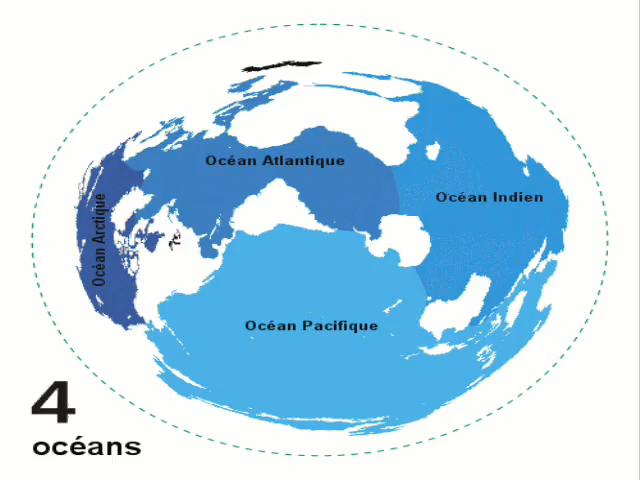 Océan Atlantique
Océan Indien
Océan Arctique
Océan Pacifique
4
océans